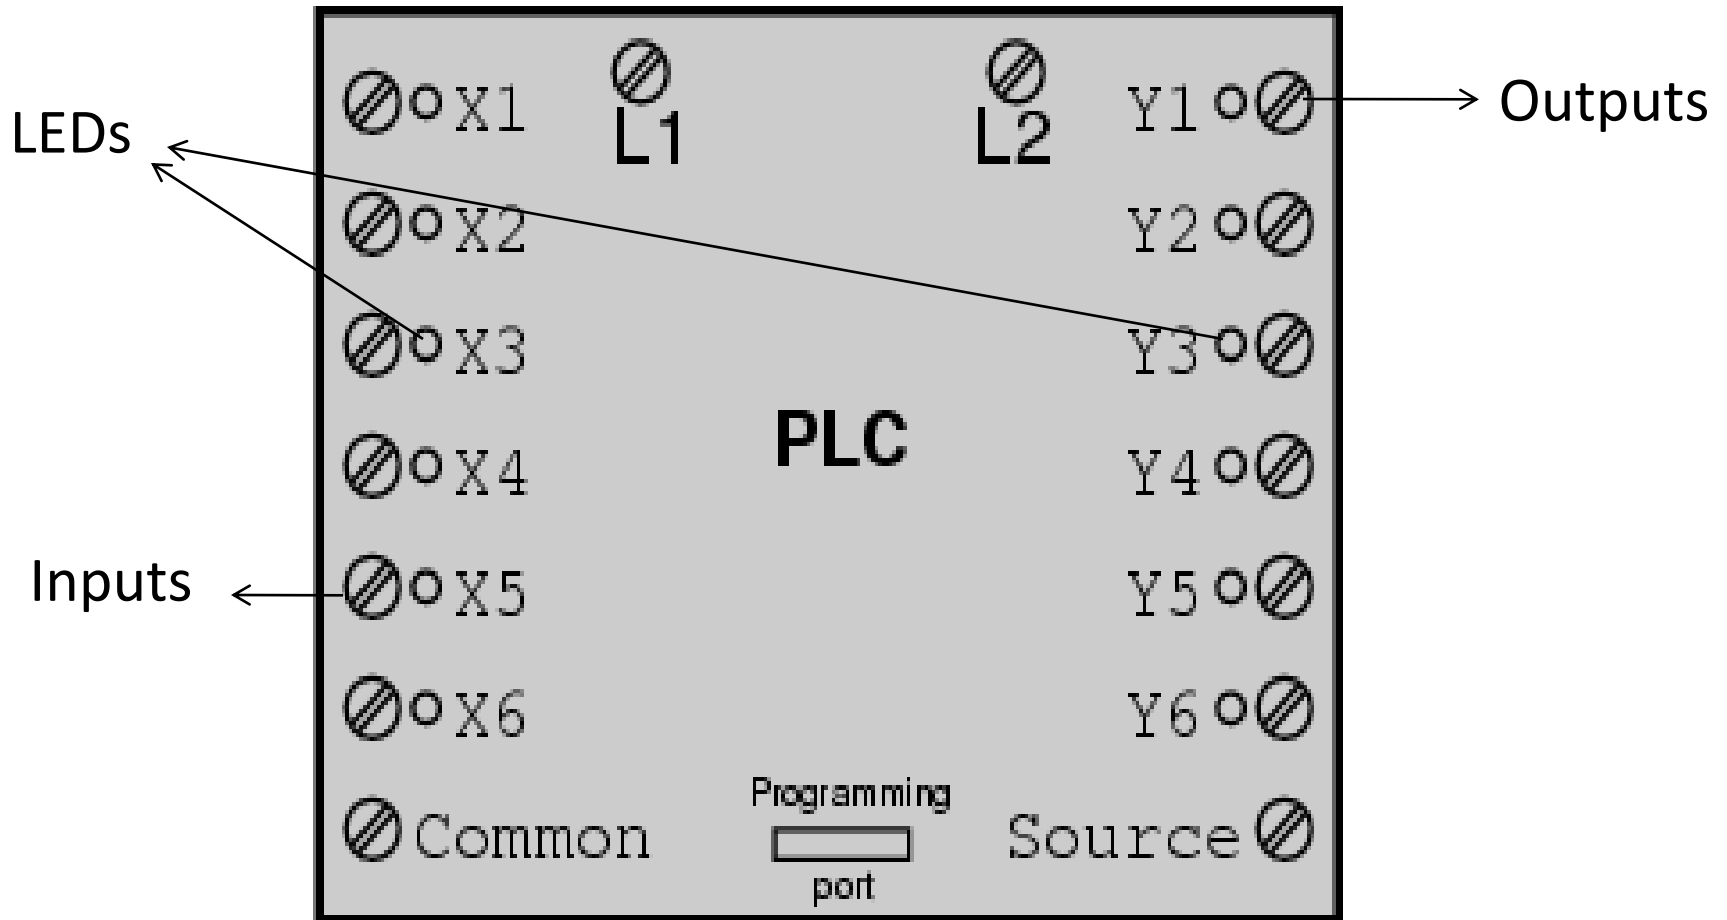 X1 L1 L2 Y1 Outputs
LEDs
X2 Y2
X3 Y3
PLC
X4 Y4
Inputs X5 Y5
X6 Y6
Programming
Common Source
port